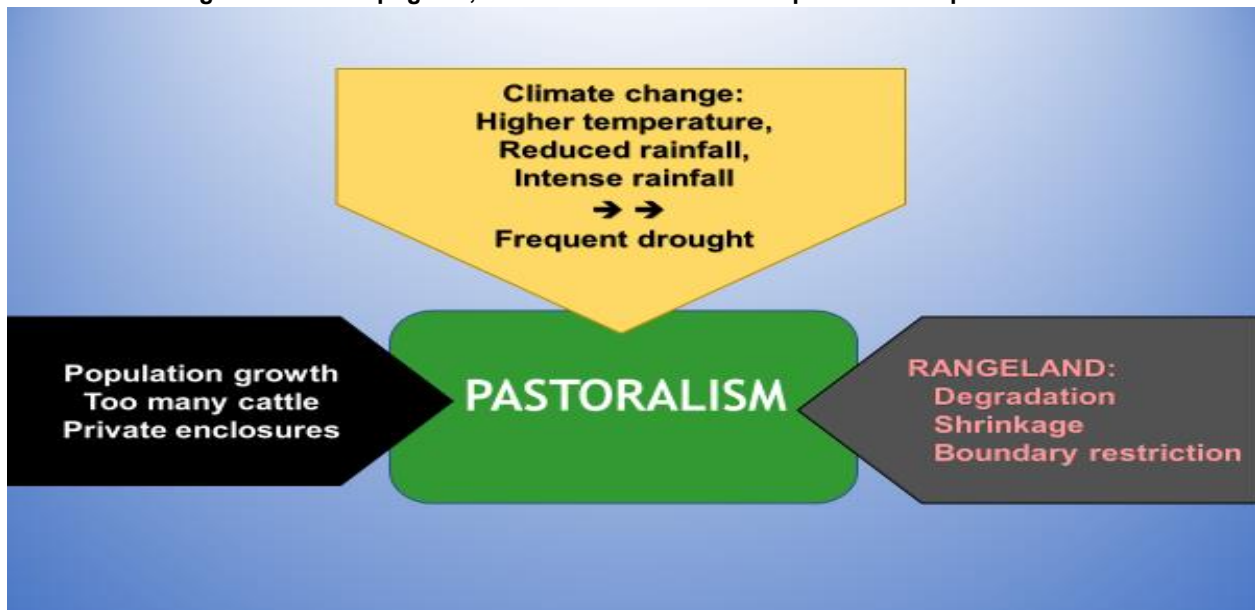 Climate change:
Higher temperature,
Reduced rainfall,
Intense rainfall
➔ ➔
Frequent drought
Population growth
Too many cattle
Private enclosures
PASTORALISM
RANGELAND:
Degradation
Shrinkage
Boundary restriction